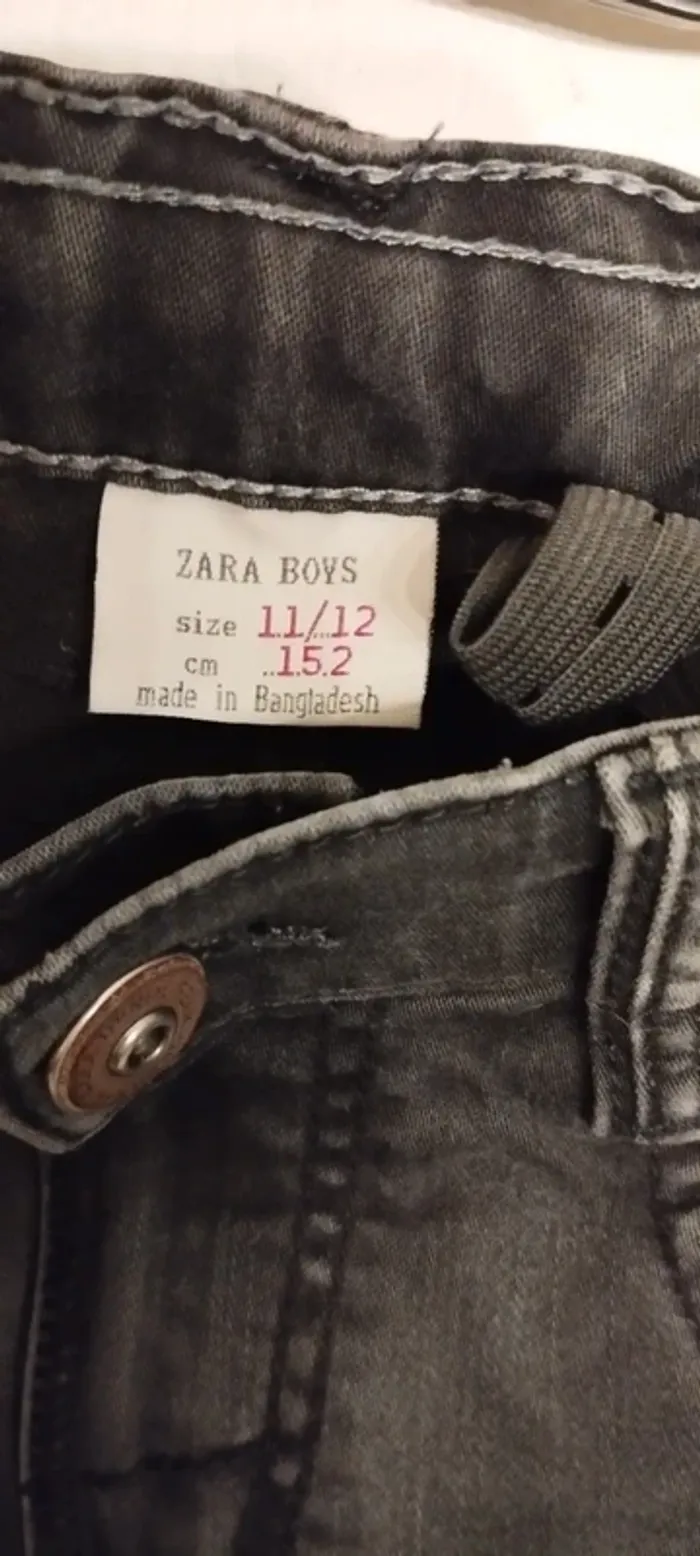 ZARA BOYS
size 11/12
cm 152
made in Bangladesh